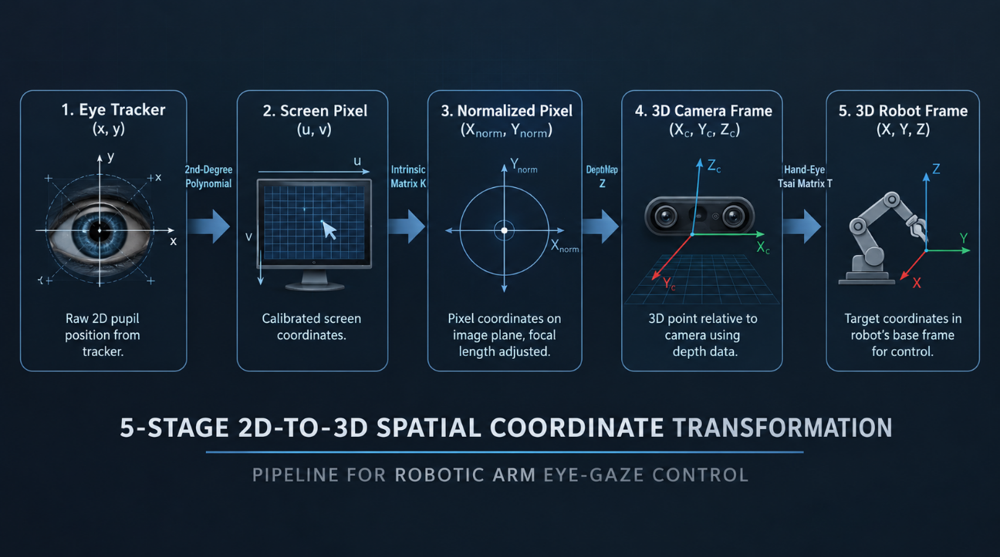 1. Eye Tracker
(x, y)
y
x
x
Raw 2D pupil
position from
tracker.
2nd-Degree
Polynomial
2. Screen Pixel
(u, v)
u
v
Calibrated screen
coordinates.
Intrinsic
Matrix K
3. Normalized Pixel
(Xnorm, Ynorm)
Ynorm
Xnorm
Pixel coordinates on
image plane, focal
length adjusted.
Z
4. 3D Camera Frame
(Xc, Yc, Zc)
Zc
Xc
Yc
3D point relative to
camera using
depth data.
Hand-Eye
Tsai Matrix T
5. 3D Robot Frame
(X, Y, Z)
Z
Y
X
Target coordinates in
robot's base frame
for control.
5-STAGE 2D-TO-3D SPATIAL COORDINATE TRANSFORMATION
PIPELINE FOR ROBOTIC ARM EYE-GAZE CONTROL